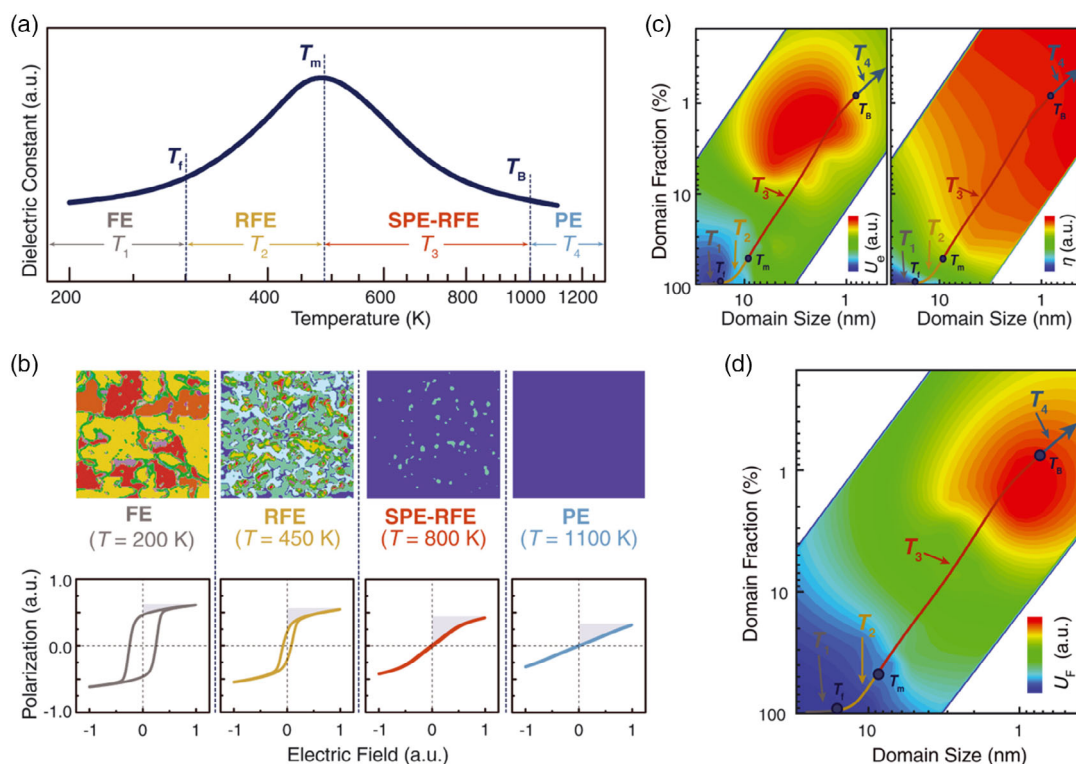 (a)
Dielectric Constant (a.u.)
Tm
Tf
TB
FE RFE SPE-RFE PE
T1 T2 T3 T4
200 400 600 800 1000 1200
Temperature (K)
(b)
FE RFE SPE-RFE PE
(T = 200 K) (T = 450 K) (T = 800 K) (T = 1100 K)
Polarization (a.u.)
1.0
0.0
-1.0
-1 0 1 -1 0 1 -1 0 1 -1 0 1
Electric Field (a.u.)
(c)
Domain Fraction (%)
1
10
100
T4
TB
T3
T1
T2
Tf
Tm
Ue (a.u.)
10 1
Domain Size (nm)
T4
TB
T3
T1
T2
Tf
Tm
η (a.u.)
10 1
Domain Size (nm)
(d)
Domain Fraction (%)
1
10
100
T4
TB
T3
T2
T1
Tf
Tm
UF (a.u.)
10 1
Domain Size (nm)